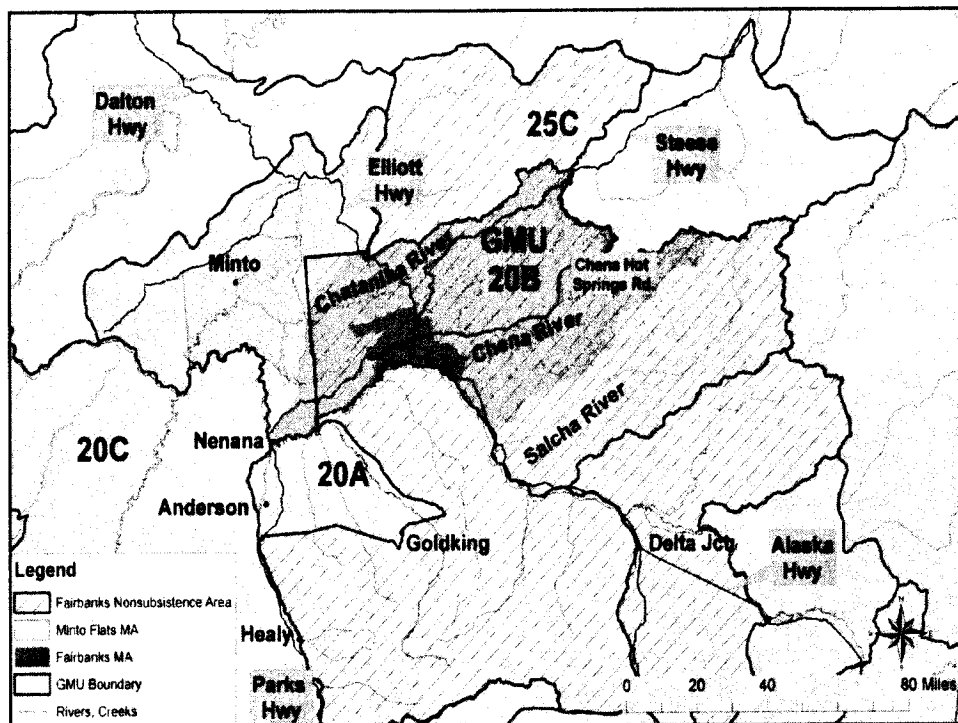 Dalton
Hwy
25C
Steese
Hwy
Elliott
Hwy
GMU
20B
Chatanika River
Minto
Chena Hot
Springs Rd.
Chena River
Salcha River
20C
Nenana
20A
Anderson
Goldking
Delta Jct.
Alaska
Hwy
Legend
Fairbanks Nonsubsistence Area
Minto Flats MA
Fairbanks MA
GMU Boundary
Rivers, Creeks
Healy
Parks
Hwy
0 20 40 80 Miles